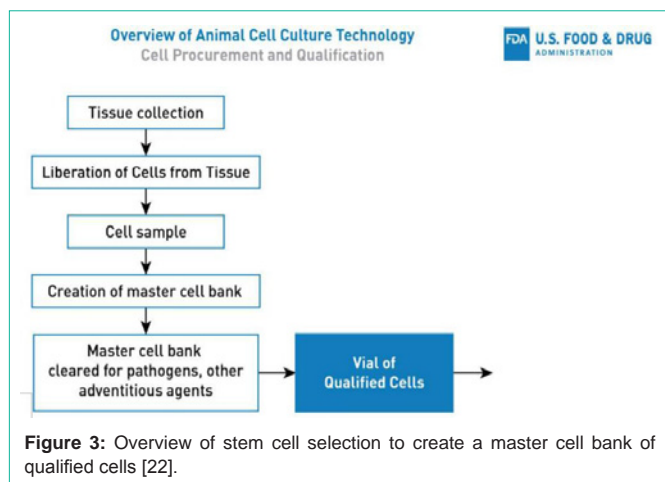 Overview of Animal Cell Culture Technology
Cell Procurement and Qualification
FDA U.S. FOOD & DRUG
ADMINISTRATION
Tissue collection
Liberation of Cells from Tissue
Cell sample
Creation of master cell bank
Master cell bank
cleared for pathogens, other
adventitious agents
Vial of
Qualified Cells
Figure 3: Overview of stem cell selection to create a master cell bank of
qualified cells [22].